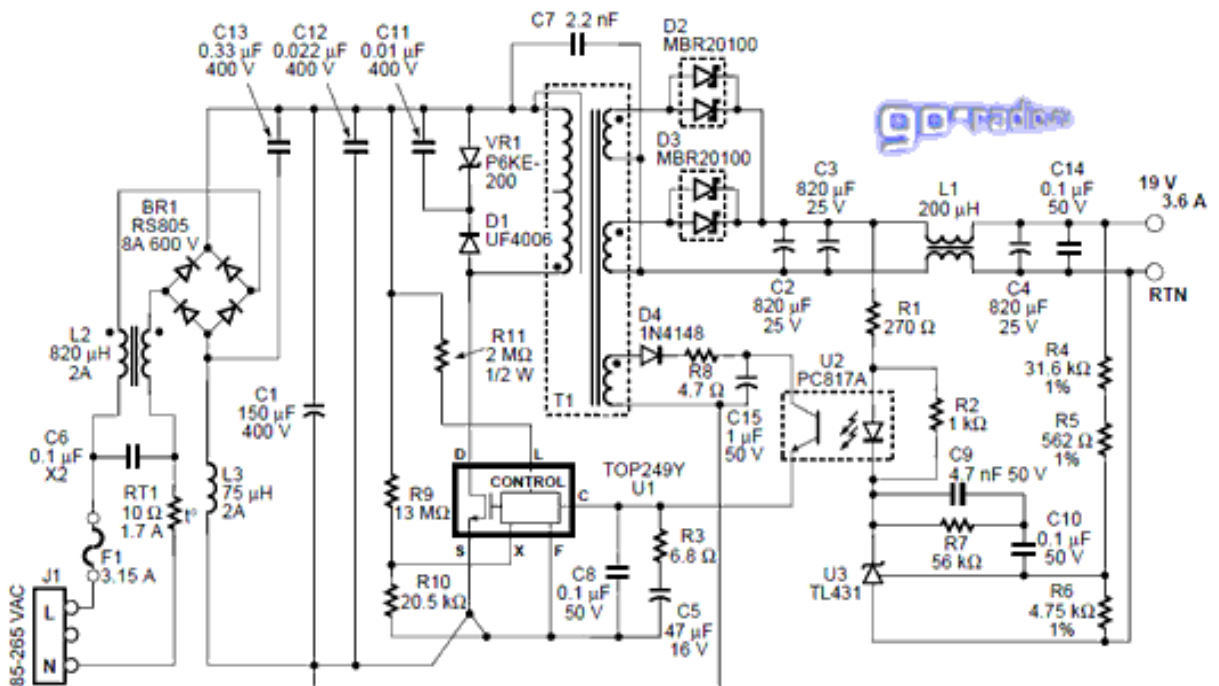 C7 2.2 nF
D2
MBR20100
C13
0.33 µF
400 V
C12
0.022 µF
400 V
C11
0.01 µF
400 V
VR1
P6KE-
200
D3
MBR20100
C3
820 µF
25 V
L1
200 µH
C14
0.1 µF
50 V
19 V
3.6 A
BR1
RS805
8A 600 V
D1
UF4006
C2
820 µF
25 V
C4
820 µF
25 V
RTN
L2
820 µH
2A
R11
2 MΩ
1/2 W
D4
1N4148
R1
270 Ω
U2
PC817A
R8
4.7 Ω
T1
R4
31.6 kΩ
1%
C1
150 µF
400 V
C15
1 µF
50 V
R2
1 kΩ
R5
562 Ω
1%
C6
0.1 µF
X2
D
L
CONTROL
C
TOP249Y
U1
C9
4.7 nF 50 V
RT1
10 Ω
1.7 A
t°
L3
75 µH
2A
R9
13 MΩ
S
X
F
R3
6.8 Ω
R7
56 kΩ
C10
0.1 µF
50 V
F1
3.15 A
J1
R10
20.5 kΩ
C8
0.1 µF
50 V
C5
47 µF
16 V
U3
TL431
R6
4.75 kΩ
1%
85-265 VAC
L
N